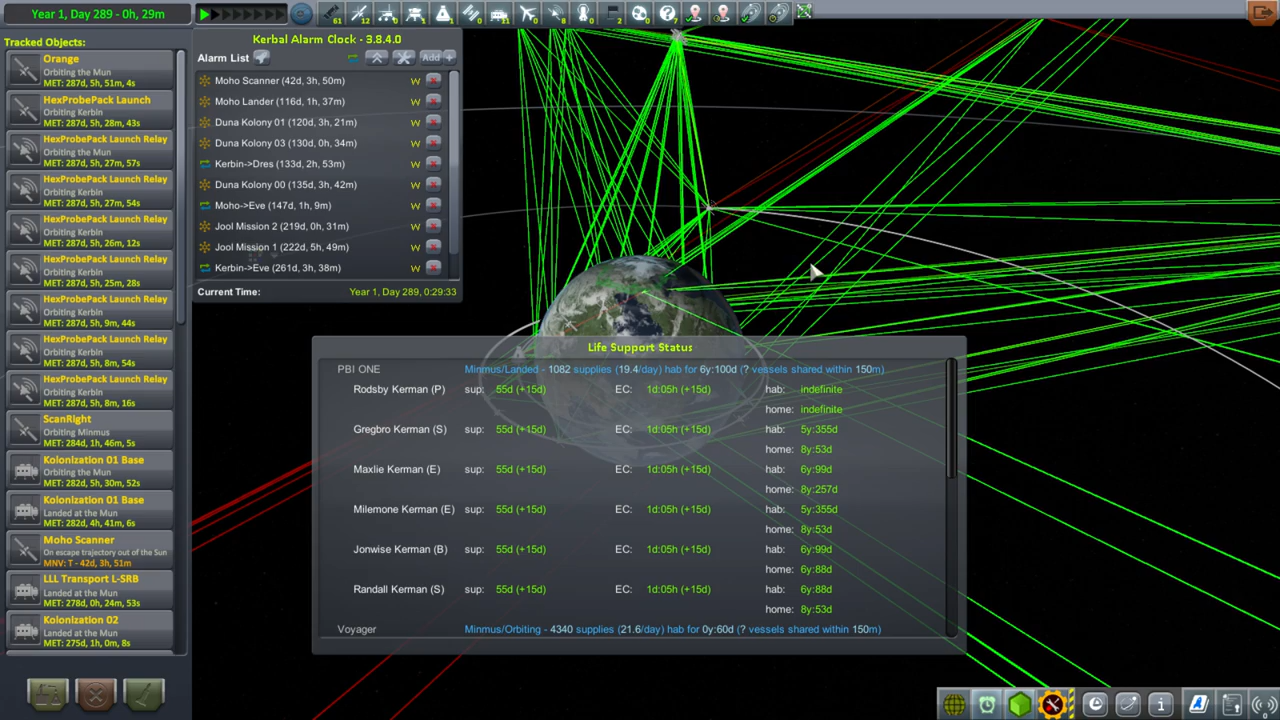 Year 1, Day 289 - 0h, 29m
61
12
0
1
1
0
11
0
8
0
2
0
7
0
0
0
0
Tracked Objects:
Orange
Orbiting the Mun
MET: 287d, 5h, 51m, 4s
HexProbePack Launch
Orbiting Kerbin
MET: 287d, 5h, 28m, 43s
HexProbePack Launch Relay
Orbiting the Mun
MET: 287d, 5h, 27m, 57s
HexProbePack Launch Relay
Orbiting Kerbin
MET: 287d, 5h, 27m, 54s
HexProbePack Launch Relay
Orbiting Kerbin
MET: 287d, 5h, 26m, 12s
HexProbePack Launch Relay
Orbiting Kerbin
MET: 287d, 5h, 25m, 28s
HexProbePack Launch Relay
Orbiting Kerbin
MET: 287d, 5h, 9m, 44s
HexProbePack Launch Relay
Orbiting Kerbin
MET: 287d, 5h, 8m, 54s
HexProbePack Launch Relay
Orbiting Kerbin
MET: 287d, 5h, 8m, 16s
ScanRight
Orbiting Minmus
MET: 284d, 1h, 46m, 5s
Kolonization 01 Base
Orbiting the Mun
MET: 282d, 5h, 30m, 52s
Kolonization 01 Base
Landed at the Mun
MET: 282d, 4h, 41m, 6s
Moho Scanner
On escape trajectory out of the Sun
MNV: T - 42d, 3h, 51m
LLL Transport L-SRB
Landed at the Mun
MET: 278d, 0h, 24m, 53s
Kolonization 02
Landed at the Mun
MET: 275d, 1h, 0m, 8s
Kerbal Alarm Clock - 3.8.4.0
Alarm List
Add +
Moho Scanner (42d, 3h, 50m) W
Moho Lander (116d, 1h, 37m) W
Duna Kolony 01 (120d, 3h, 21m) W
Duna Kolony 03 (130d, 0h, 34m) W
Kerbin->Dres (133d, 2h, 53m) W
Duna Kolony 00 (135d, 3h, 42m) W
Moho->Eve (147d, 1h, 9m) W
Jool Mission 2 (219d, 0h, 31m) W
Jool Mission 1 (222d, 5h, 49m) W
Kerbin->Eve (261d, 3h, 38m) W
Current Time: Year 1, Day 289, 0:29:33
Life Support Status
PBI ONE Minmus/Landed - 1082 supplies (19.4/day) hab for 6y:100d (? vessels shared within 150m)
Rodsby Kerman (P) sup: 55d (+15d) EC: 1d:05h (+15d) hab: indefinite
home: indefinite
Gregbro Kerman (S) sup: 55d (+15d) EC: 1d:05h (+15d) hab: 5y:355d
home: 8y:53d
Maxlie Kerman (E) sup: 55d (+15d) EC: 1d:05h (+15d) hab: 6y:99d
home: 8y:257d
Milemone Kerman (E) sup: 55d (+15d) EC: 1d:05h (+15d) hab: 5y:355d
home: 8y:53d
Jonwise Kerman (B) sup: 55d (+15d) EC: 1d:05h (+15d) hab: 6y:99d
home: 6y:88d
Randall Kerman (S) sup: 55d (+15d) EC: 1d:05h (+15d) hab: 6y:88d
home: 8y:53d
Voyager Minmus/Orbiting - 4340 supplies (21.6/day) hab for 0y:60d (? vessels shared within 150m)